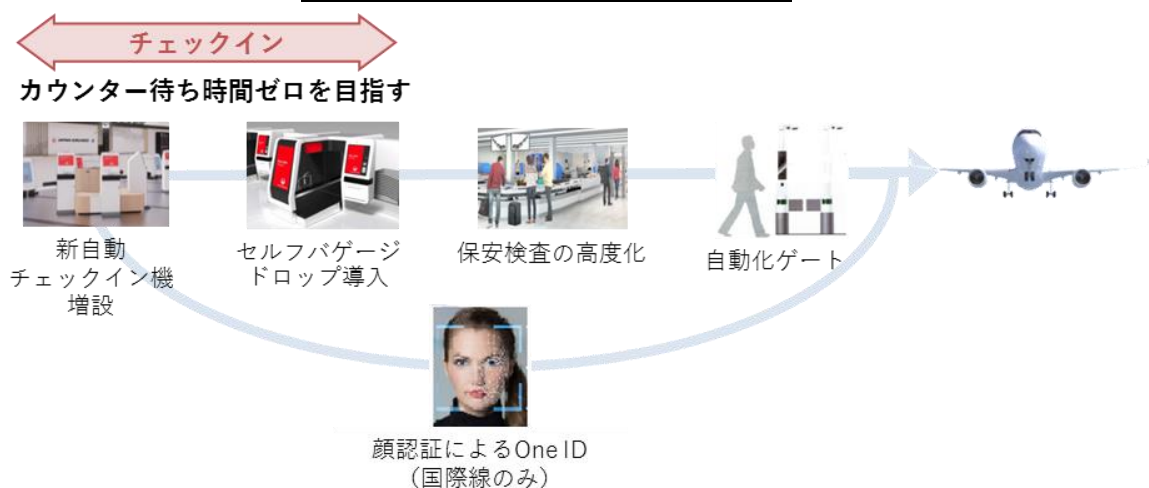 チェックイン
カウンター待ち時間ゼロを目指す
新自動
チェックイン機
増設
セルフバゲージ
ドロップ導入
保安検査の高度化
自動化ゲート
顔認証によるOne ID
（国際線のみ）